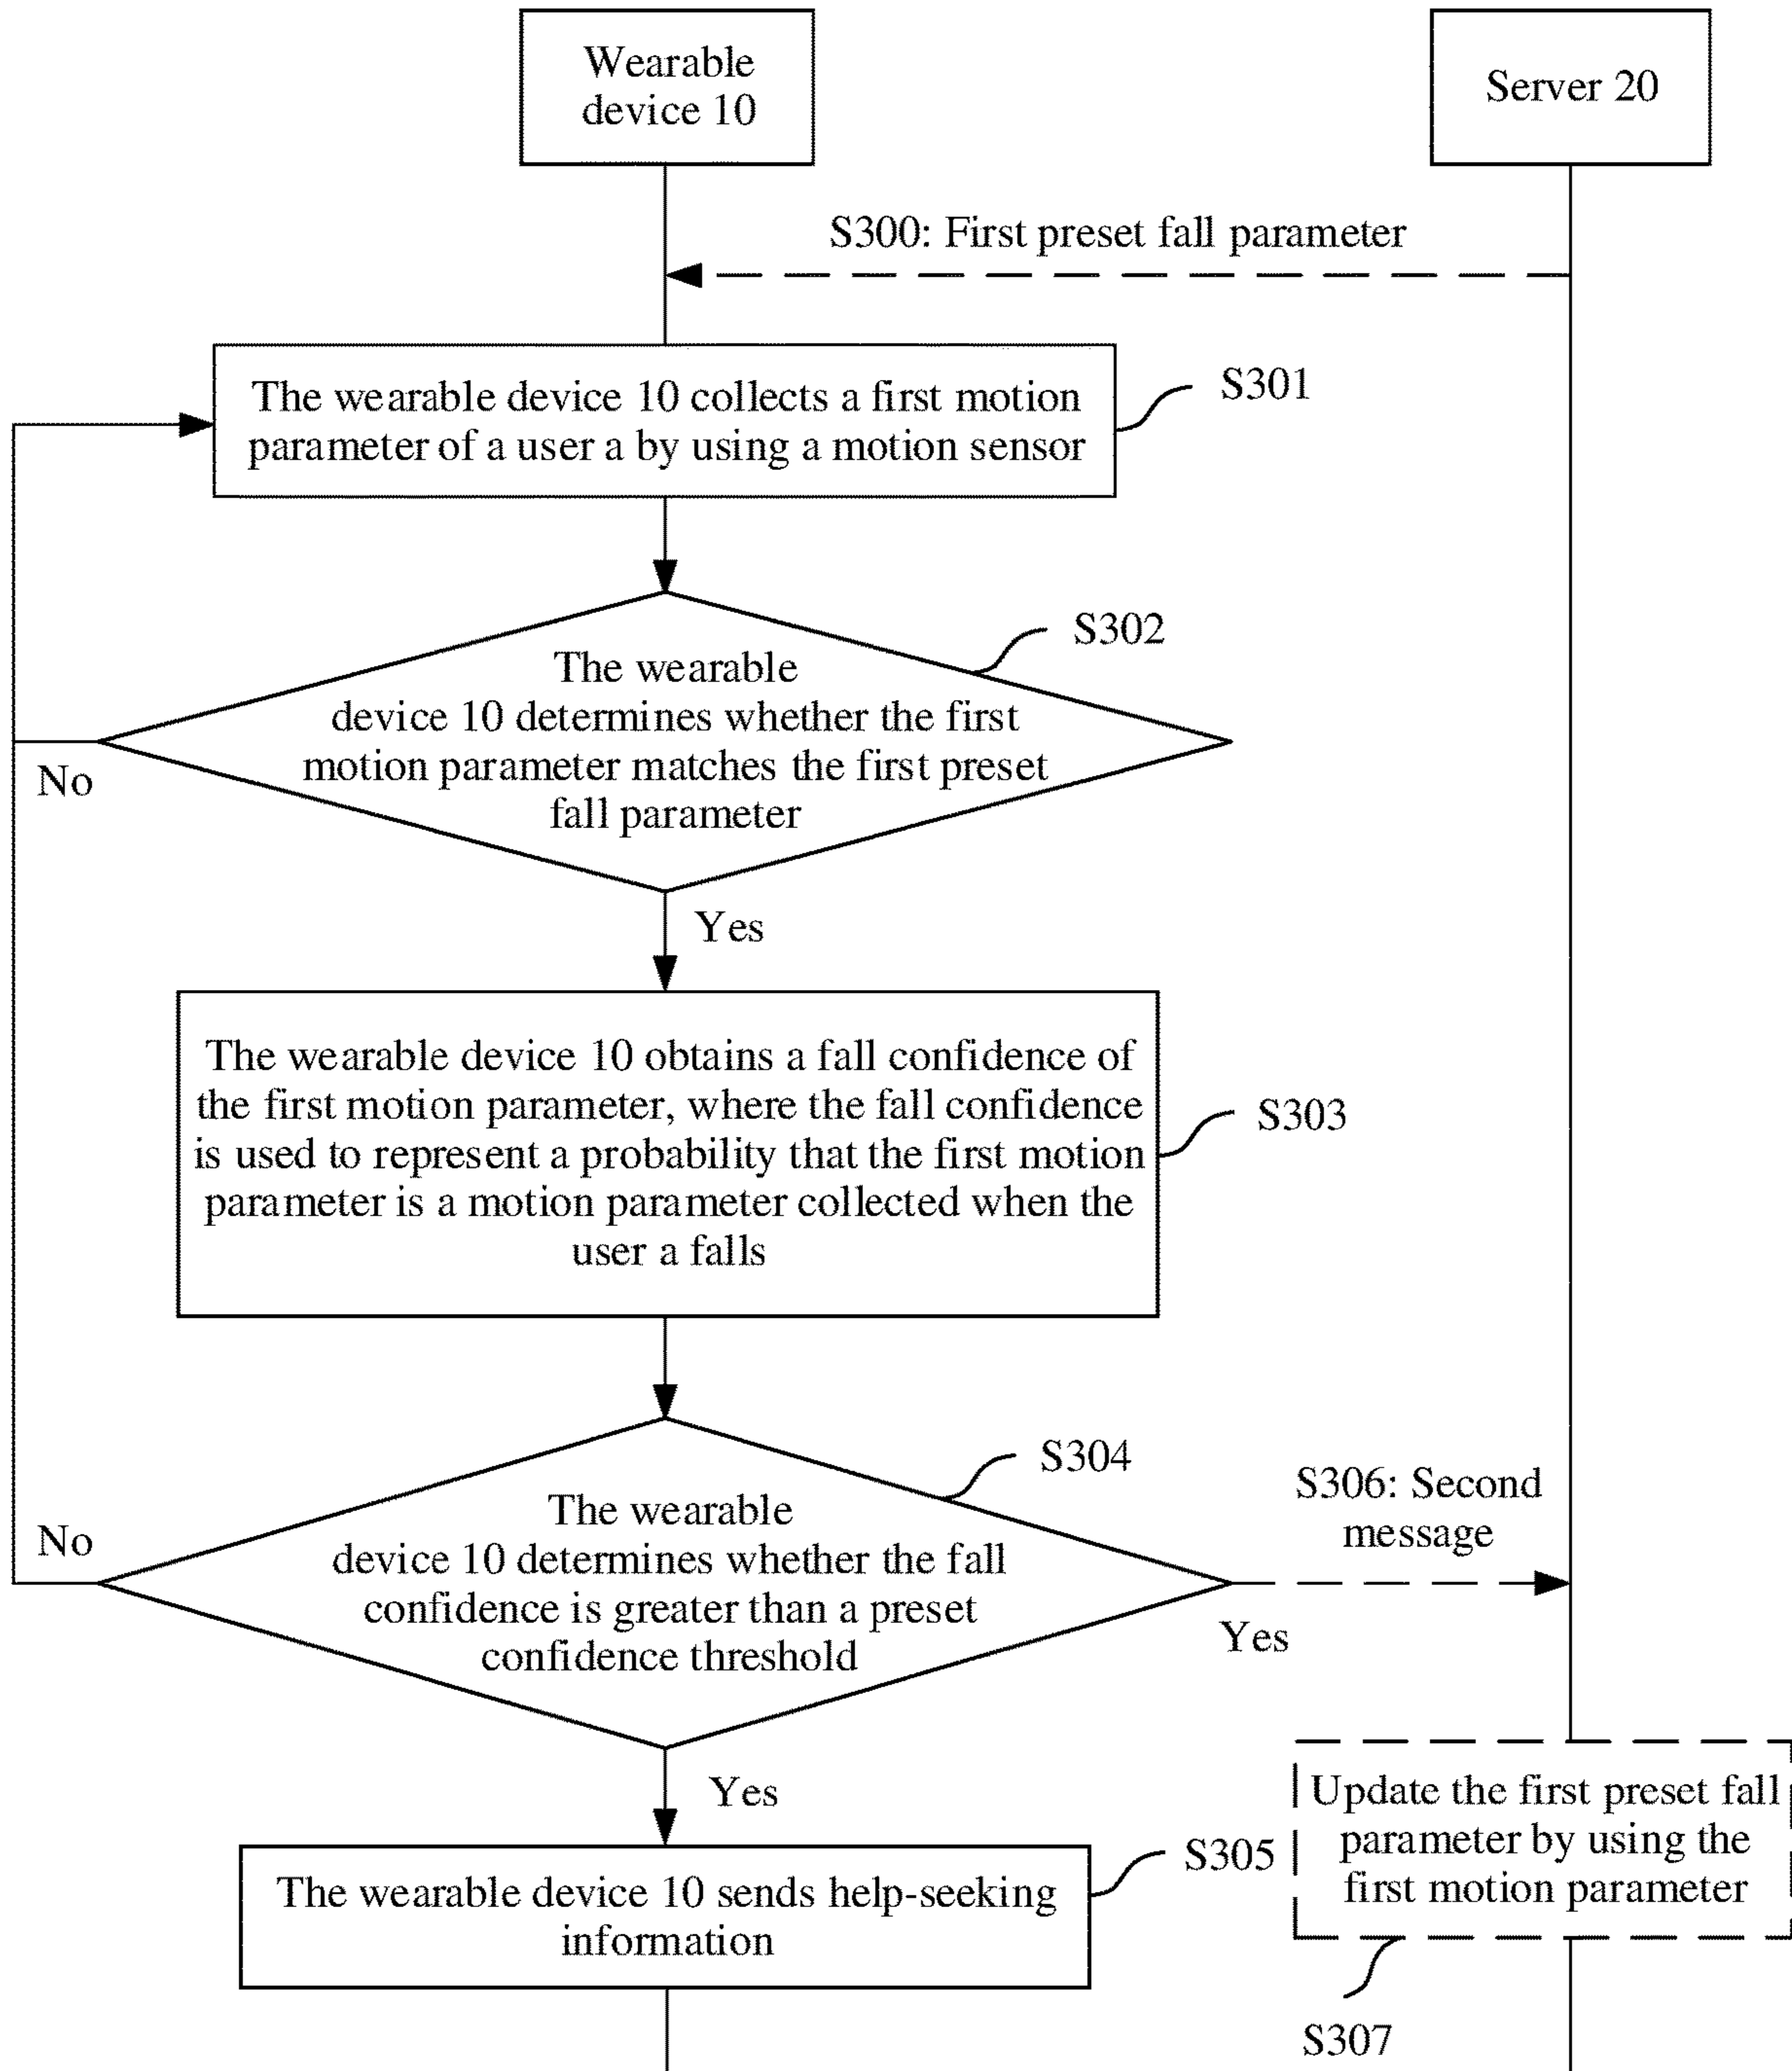 Wearable
device 10
Server 20
S300: First preset fall parameter
The wearable device 10 collects a first motion
parameter of a user a by using a motion sensor
S301
The wearable
device 10 determines whether the first
motion parameter matches the first preset
fall parameter
S302
No
Yes
The wearable device 10 obtains a fall confidence of
the first motion parameter, where the fall confidence
is used to represent a probability that the first motion
parameter is a motion parameter collected when the
user a falls
S303
The wearable
device 10 determines whether the fall
confidence is greater than a preset
confidence threshold
S304
No
S306: Second
message
Yes
Yes
The wearable device 10 sends help-seeking
information
S305
Update the first preset fall
parameter by using the
first motion parameter
S307